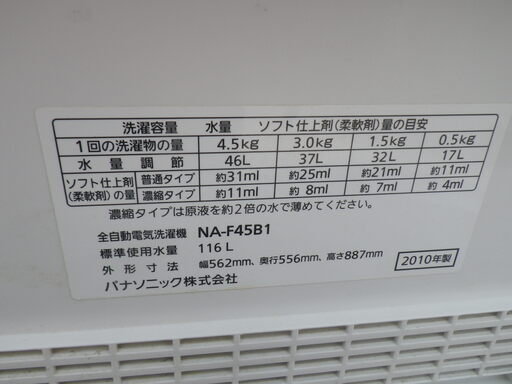 洗濯容量 水量 ソフト仕上剤(柔軟剤)量の目安
1回の洗濯物の量 4.5kg 3.0kg 1.5kg 0.5kg
水量調節 46L 37L 32L 17L
ソフト仕上剤(柔軟剤)の量 普通タイプ 約31ml 約25ml 約21ml 約11ml
濃縮タイプ 約11ml 約8ml 約7ml 約4ml
濃縮タイプは原液を約2倍の水で薄めてください。
全自動電気洗濯機 NA-F45B1
標準使用水量 116L
外形寸法 幅562mm、奥行556mm、高さ887mm
パナソニック株式会社 2010年製